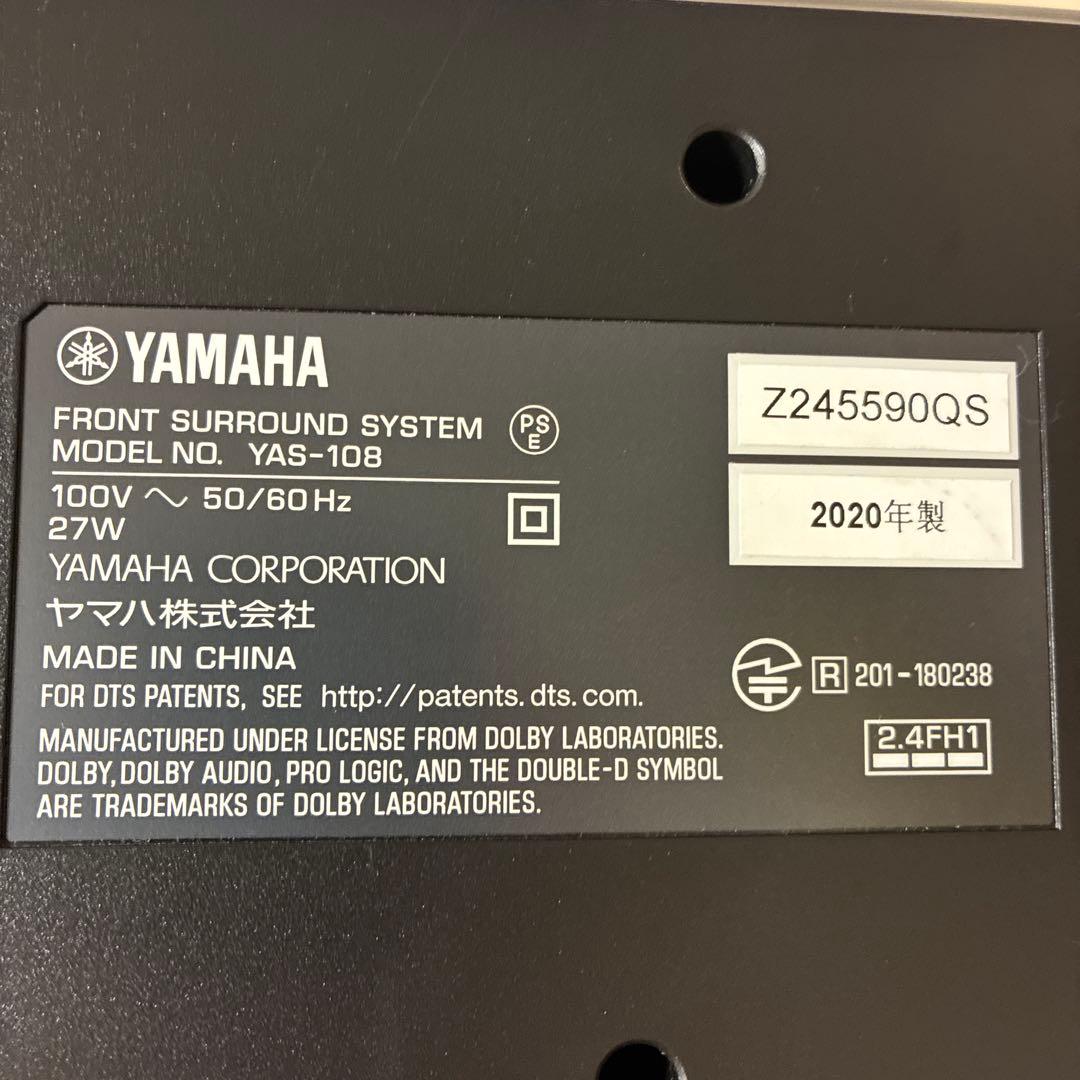 YAMAHA
FRONT SURROUND SYSTEM
MODEL NO. YAS-108
PS
E
100V ~ 50/60Hz
27W
YAMAHA CORPORATION
ヤマハ株式会社
MADE IN CHINA
FOR DTS PATENTS, SEE http://patents.dts.com.
MANUFACTURED UNDER LICENSE FROM DOLBY LABORATORIES.
DOLBY, DOLBY AUDIO, PRO LOGIC, AND THE DOUBLE-D SYMBOL
ARE TRADEMARKS OF DOLBY LABORATORIES.
Z245590QS
2020年製
R 201-180238
2.4FH1